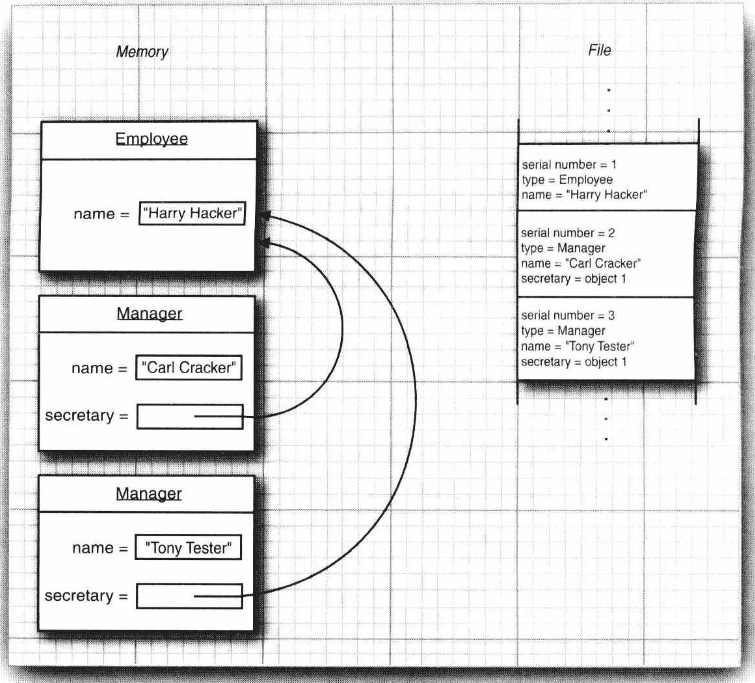 Memory
File
Employee
name = "Harry Hacker"
Manager
name = "Carl Cracker"
secretary =
Manager
name = "Tony Tester"
secretary =
serial number = 1
type = Employee
name = "Harry Hacker"
serial number = 2
type = Manager
name = "Carl Cracker"
secretary = object 1
serial number = 3
type = Manager
name = "Tony Tester"
secretary = object 1